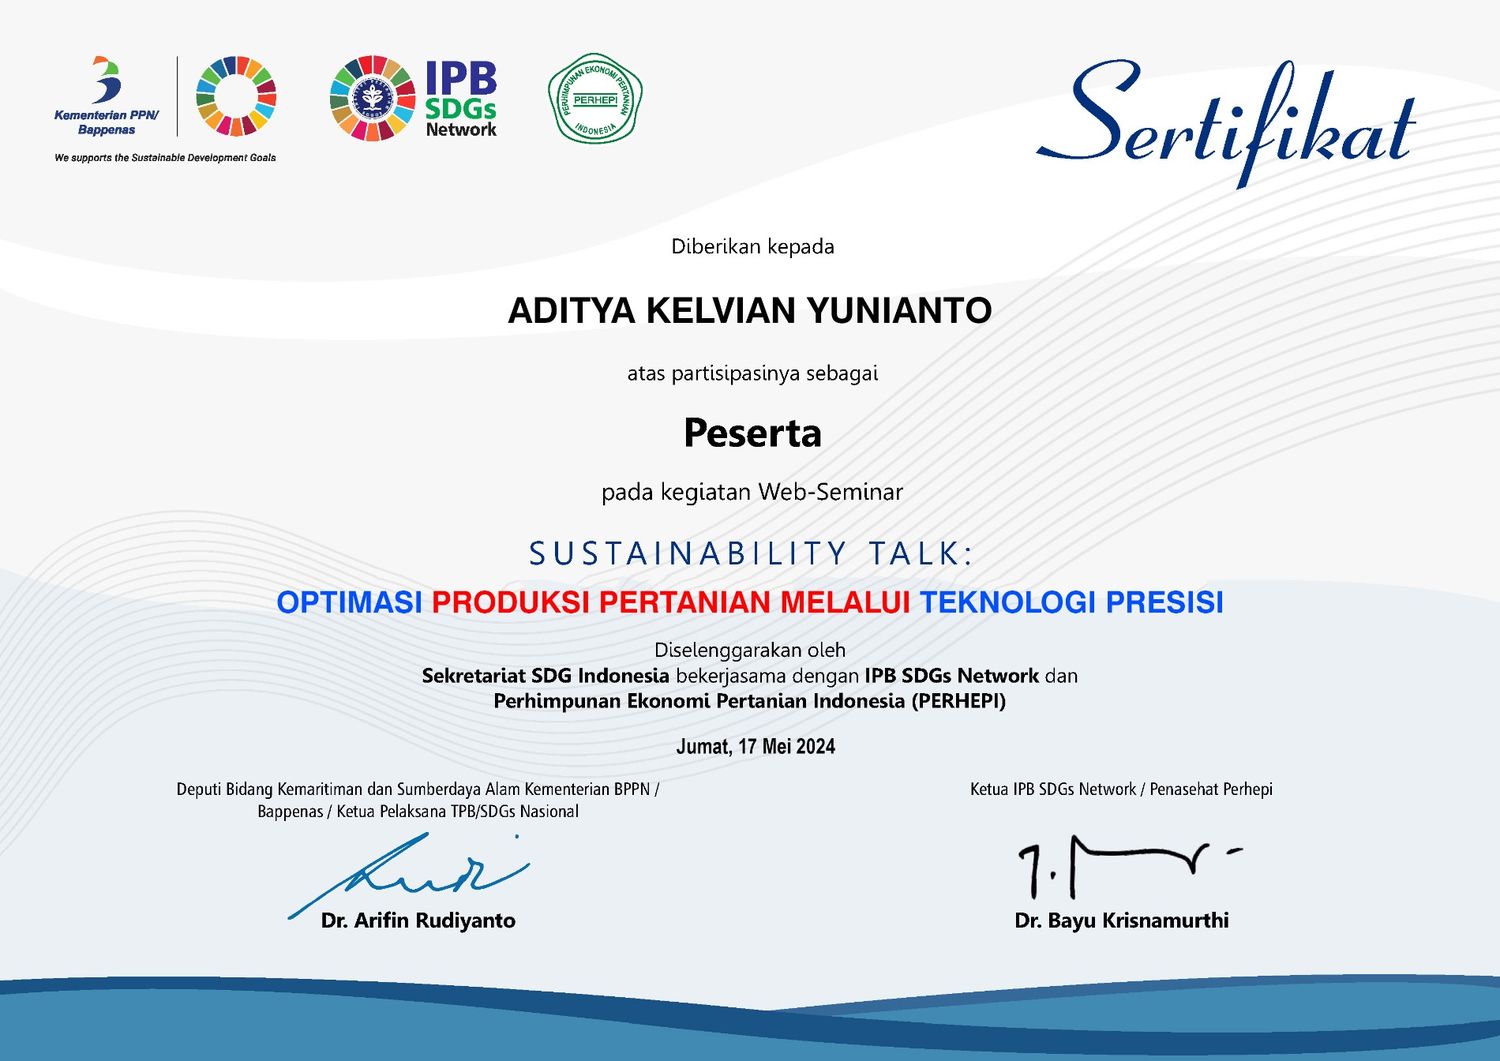 Kementerian PPN/
Bappenas
We supports the Sustainable Development Goals
IPB
SDGs
Network
PERHIMPUNAN EKONOMI PERTANIAN
PERHEPI
INDONESIA
Sertifikat
Diberikan kepada
ADITYA KELVIAN YUNIANTO
atas partisipasinya sebagai
Peserta
pada kegiatan Web-Seminar
SUSTAINABILITY TALK:
OPTIMASI PRODUKSI PERTANIAN MELALUI TEKNOLOGI PRESISI
Diselenggarakan oleh
Sekretariat SDG Indonesia bekerjasama dengan IPB SDGs Network dan
Perhimpunan Ekonomi Pertanian Indonesia (PERHEPI)
Jumat, 17 Mei 2024
Deputi Bidang Kemaritiman dan Sumberdaya Alam Kementerian BPPN /
Bappenas / Ketua Pelaksana TPB/SDGs Nasional
Dr. Arifin Rudiyanto
Ketua IPB SDGs Network / Penasehat Perhepi
Dr. Bayu Krisnamurthi